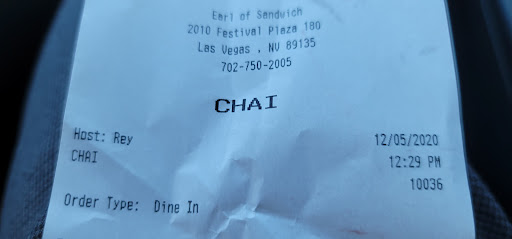 Earl of Sandwich
2010 Festival Plaza 180
Las Vegas , NV 89135
702-750-2005
CHAI
Host: Rey 12/05/2020
CHAI 12:29 PM
10036
Order Type: Dine In